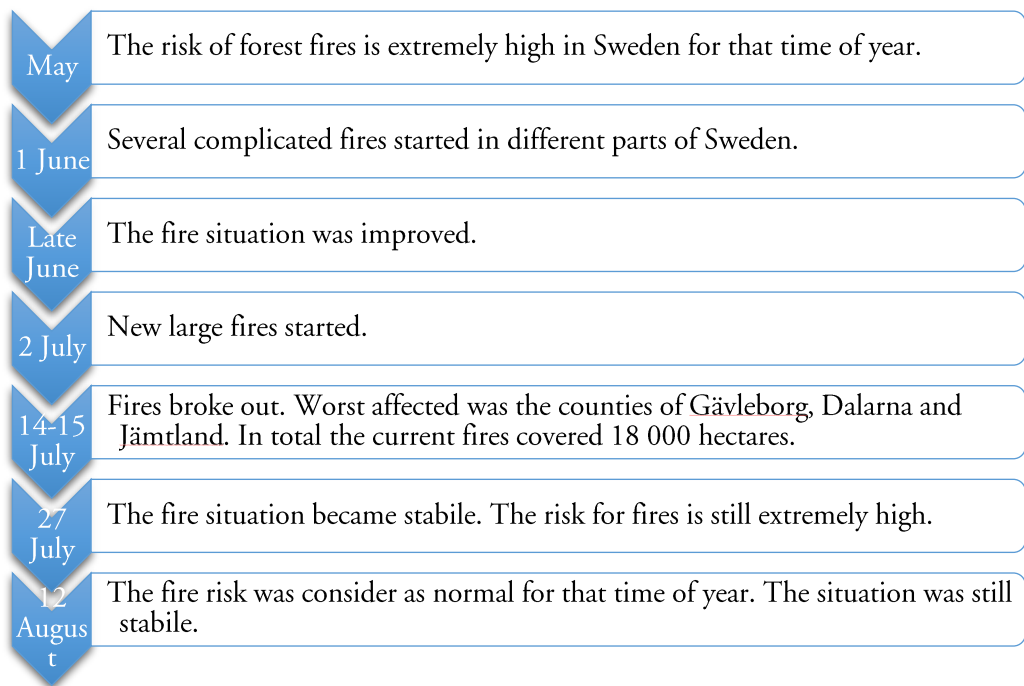 May
The risk of forest fires is extremely high in Sweden for that time of year.
1 June
Several complicated fires started in different parts of Sweden.
Late
June
The fire situation was improved.
2 July
New large fires started.
14-15
July
Fires broke out. Worst affected was the counties of Gävleborg, Dalarna and
Jämtland. In total the current fires covered 18 000 hectares.
27
July
The fire situation became stabile. The risk for fires is still extremely high.
12
Augus
t
The fire risk was consider as normal for that time of year. The situation was still
stabile.